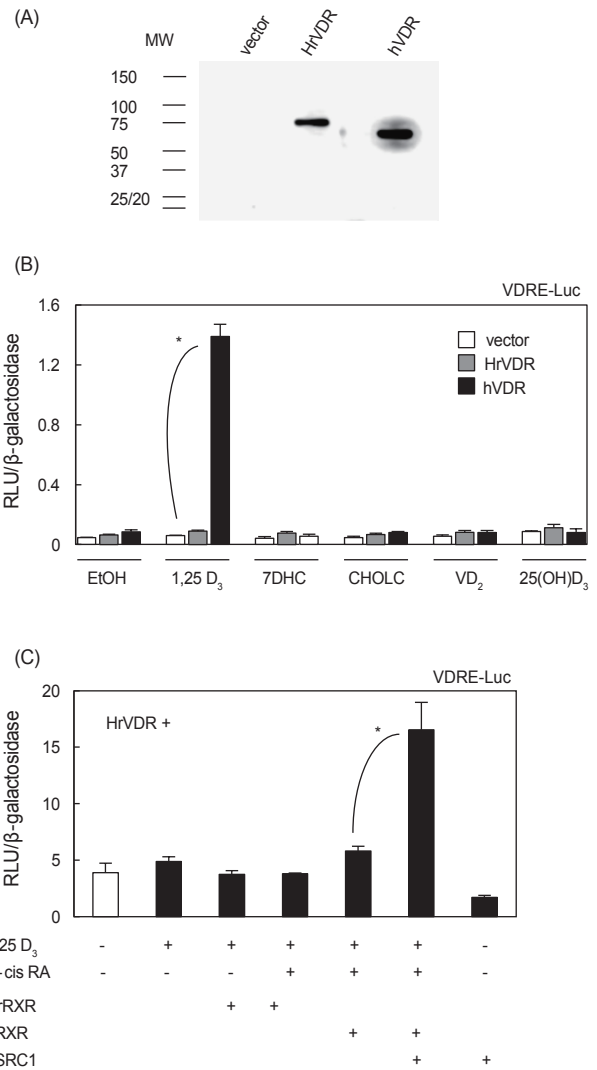 (A)
MW
vector
HrVDR
hVDR
150
100
75
50
37
25/20
(B)
VDRE-Luc
RLU/β-galactosidase
1.6
1.2
0.8
0.4
0
*
vector
HrVDR
hVDR
EtOH
1,25 D3
7DHC
CHOLC
VD2
25(OH)D3
(C)
VDRE-Luc
RLU/β-galactosidase
20
15
10
5
0
HrVDR +
*
25 D3 - + + + + + -
-cis RA - - - + + + -
rRXR + +
RXR + +
SRC1 + +